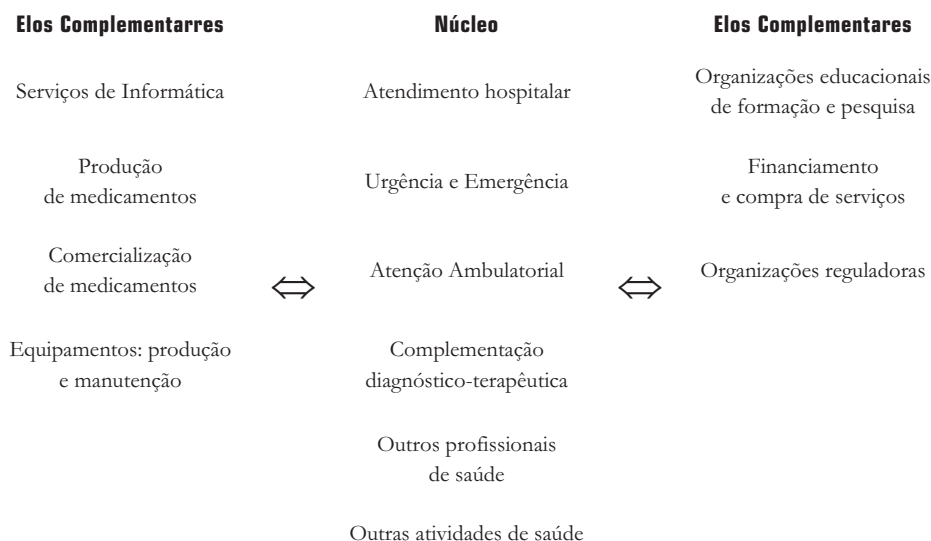 Elos Complementarres
Serviços de Informática
Produção
de medicamentos
Comercialização
de medicamentos
Equipamentos: produção
e manutenção
Núcleo
Atendimento hospitalar
Urgência e Emergência
Atenção Ambulatorial
Complementação
diagnóstico-terapêutica
Outros profissionais
de saúde
Outras atividades de saúde
Elos Complementares
Organizações educacionais
de formação e pesquisa
Financiamento
e compra de serviços
Organizações reguladoras